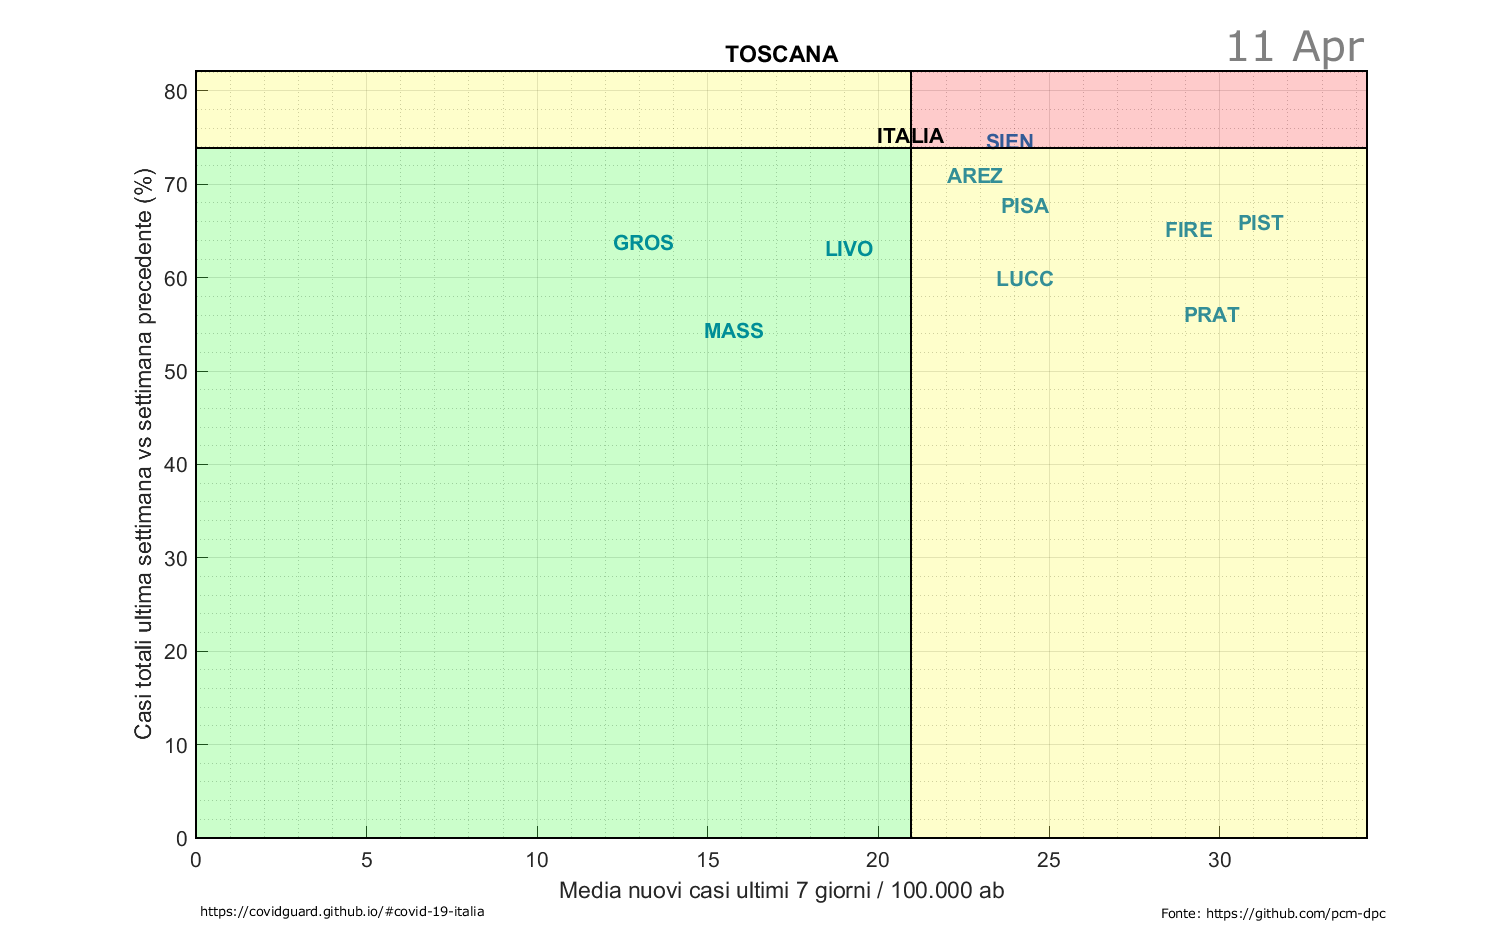 11 Apr
TOSCANA
80
ITALIA
SIEN
70
AREZ
PISA
PIST
FIRE
GROS
LIVO
60
LUCC
PRAT
MASS
50
40
30
20
10
0
Casi totali ultima settimana vs settimana precedente (%)
0 5 10 15 20 25 30
Media nuovi casi ultimi 7 giorni / 100.000 ab
https://covidguard.github.io/#covid-19-italia
Fonte: https://github.com/pcm-dpc